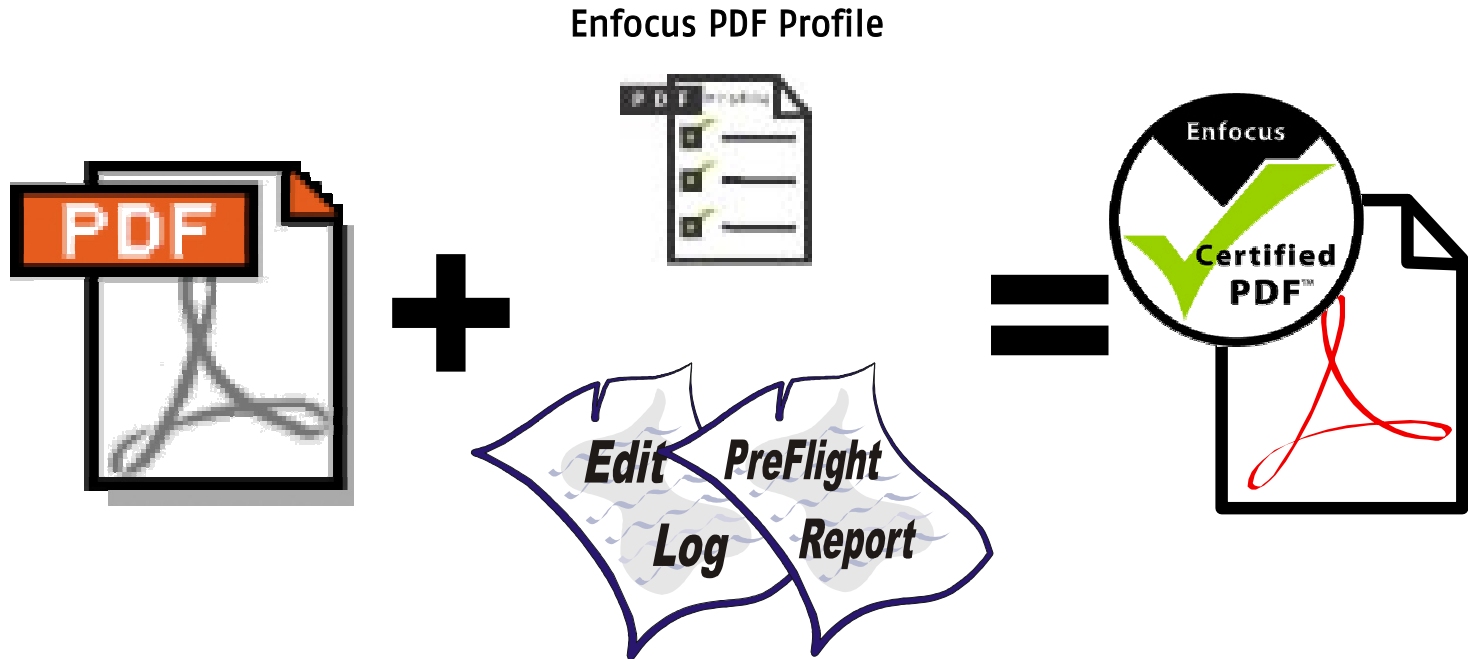 Enfocus PDF Profile
PDF
PDF
Edit
Log
PreFlight
Report
Enfocus
Certified
PDF™